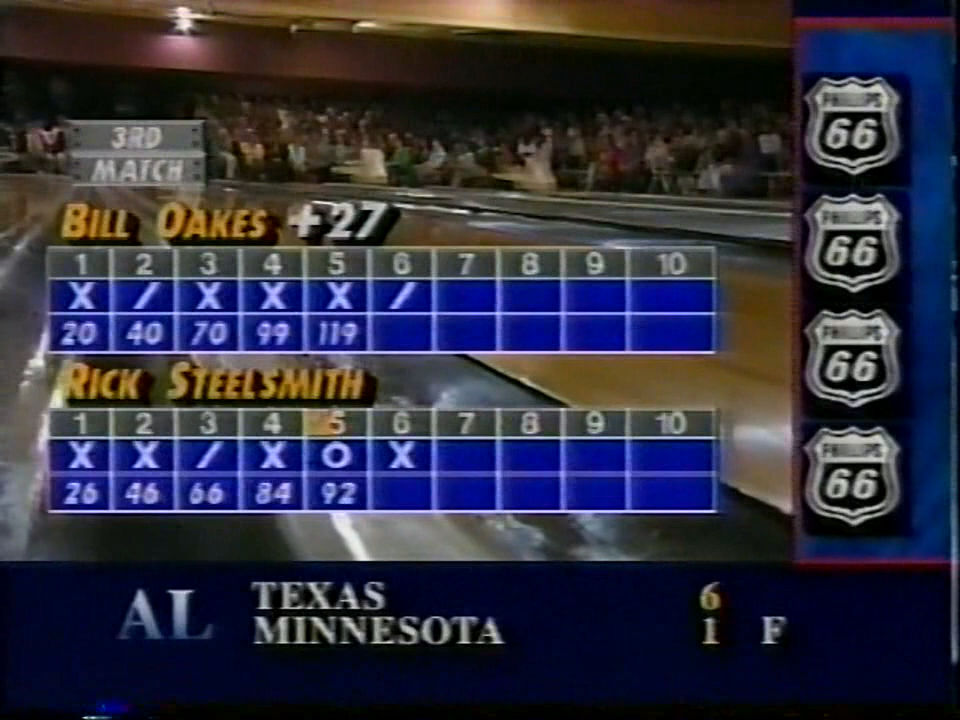 3RD
MATCH
BILL OAKES +27
1 2 3 4 5 6 7 8 9 10
X / X X X /
20 40 70 99 119
RICK STEELSMITH
1 2 3 4 5 6 7 8 9 10
X X / X O X
26 46 66 84 92
PHILLIPS
66
PHILLIPS
66
PHILLIPS
66
PHILLIPS
66
AL
TEXAS 6
MINNESOTA 1 F